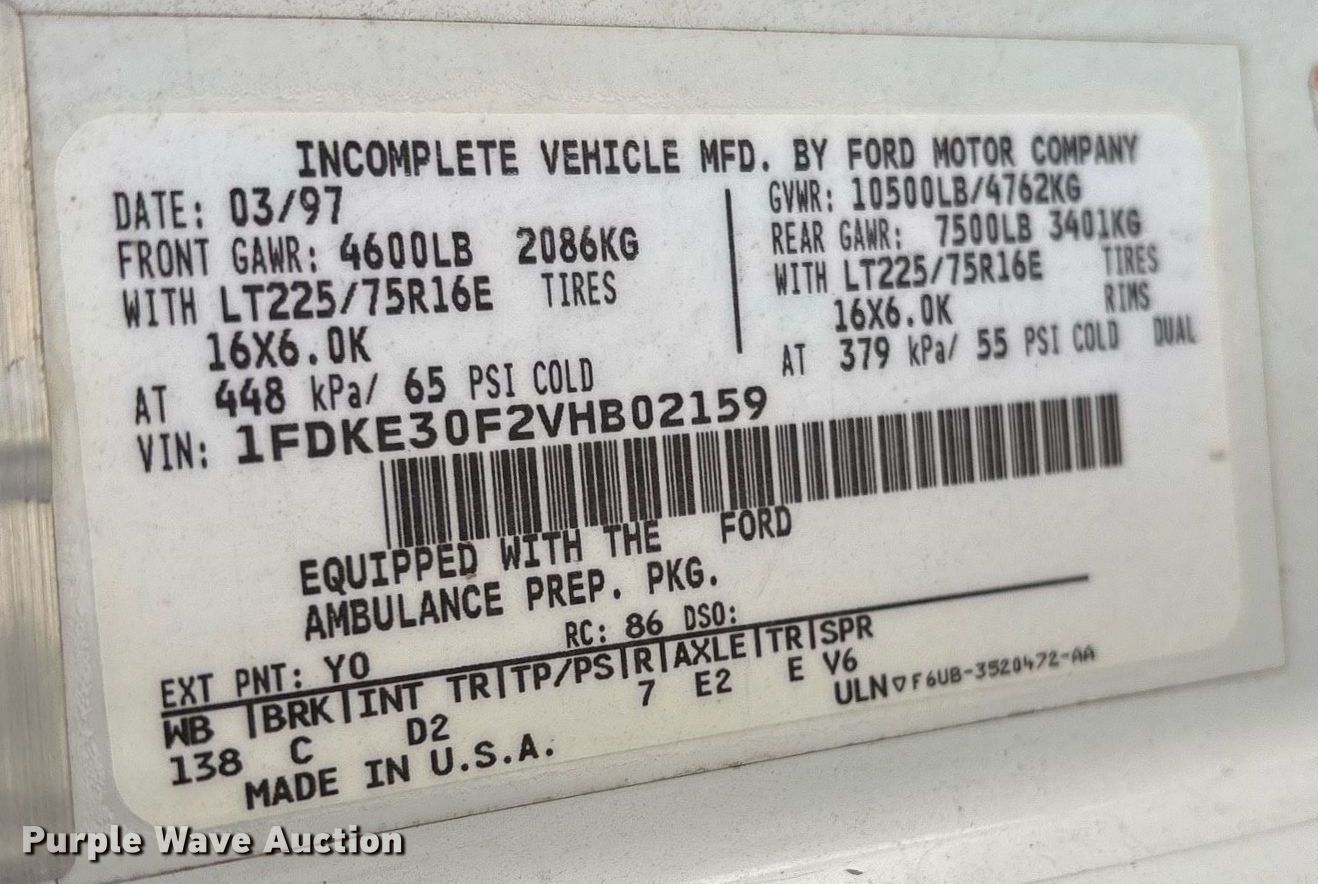 INCOMPLETE VEHICLE MFD. BY FORD MOTOR COMPANY
DATE: 03/97
GVWR: 10500LB/4762KG
FRONT GAWR: 4600LB 2086KG
REAR GAWR: 7500LB 3401KG
WITH LT225/75R16E TIRES
WITH LT225/75R16E TIRES
16X6.0K
16X6.0K RIMS
AT 448 kPa/ 65 PSI COLD
AT 379 kPa/ 55 PSI COLD DUAL
VIN: 1FDKE30F2VHB02159
EQUIPPED WITH THE FORD
AMBULANCE PREP. PKG.
RC: 86 DSO:
EXT PNT: YO
WB |BRK|INT TR|TP/PS|R|AXLE|TR|SPR
138 C D2 7 E2 E V6
MADE IN U.S.A.
ULN F6UB-3520472-AA
Purple Wave Auction